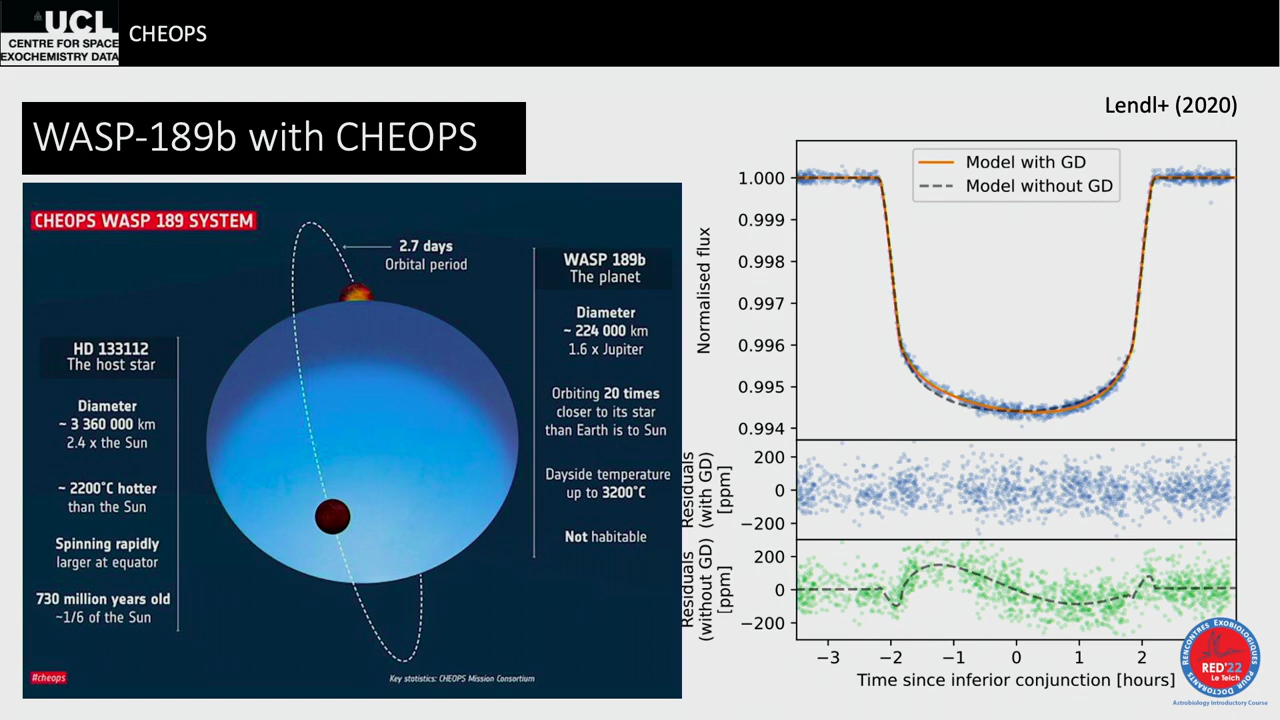 UCL
CENTRE FOR SPACE
EXOCHEMISTRY DATA
CHEOPS
WASP-189b with CHEOPS
Lendl+ (2020)
CHEOPS WASP 189 SYSTEM
2.7 days
Orbital period
HD 133112
The host star
Diameter
~ 3 360 000 km
2.4 x the Sun
~ 2200°C hotter
than the Sun
Spinning rapidly
larger at equator
730 million years old
~1/6 of the Sun
WASP 189b
The planet
Diameter
~ 224 000 km
1.6 x Jupiter
Orbiting 20 times
closer to its star
than Earth is to Sun
Dayside temperature
up to 3200°C
Not habitable
#cheops
Key statistics: CHEOPS Mission Consortium
Model with GD
Model without GD
Normalised flux
1.000
0.999
0.998
0.997
0.996
0.995
0.994
Residuals
(with GD)
[ppm]
200
0
−200
Residuals
(without GD)
[ppm]
200
0
−200
−3 −2 −1 0 1 2
Time since inferior conjunction [hours]
RENCONTRES EXOBIOLOGIQUES
POUR DOCTORANTS
RED'22
Le Teich
Astrobiology Introductory Course